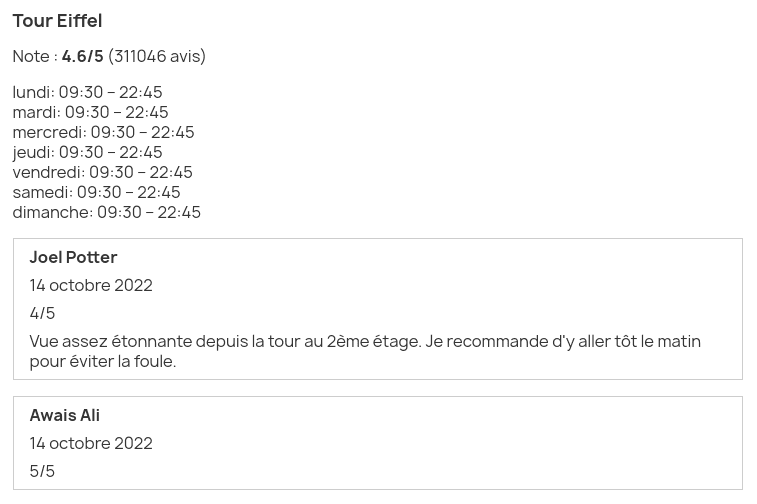 Tour Eiffel
Note : 4.6/5 (311046 avis)
lundi: 09:30 – 22:45
mardi: 09:30 – 22:45
mercredi: 09:30 – 22:45
jeudi: 09:30 – 22:45
vendredi: 09:30 – 22:45
samedi: 09:30 – 22:45
dimanche: 09:30 – 22:45
Joel Potter
14 octobre 2022
4/5
Vue assez étonnante depuis la tour au 2ème étage. Je recommande d'y aller tôt le matin
pour éviter la foule.
Awais Ali
14 octobre 2022
5/5